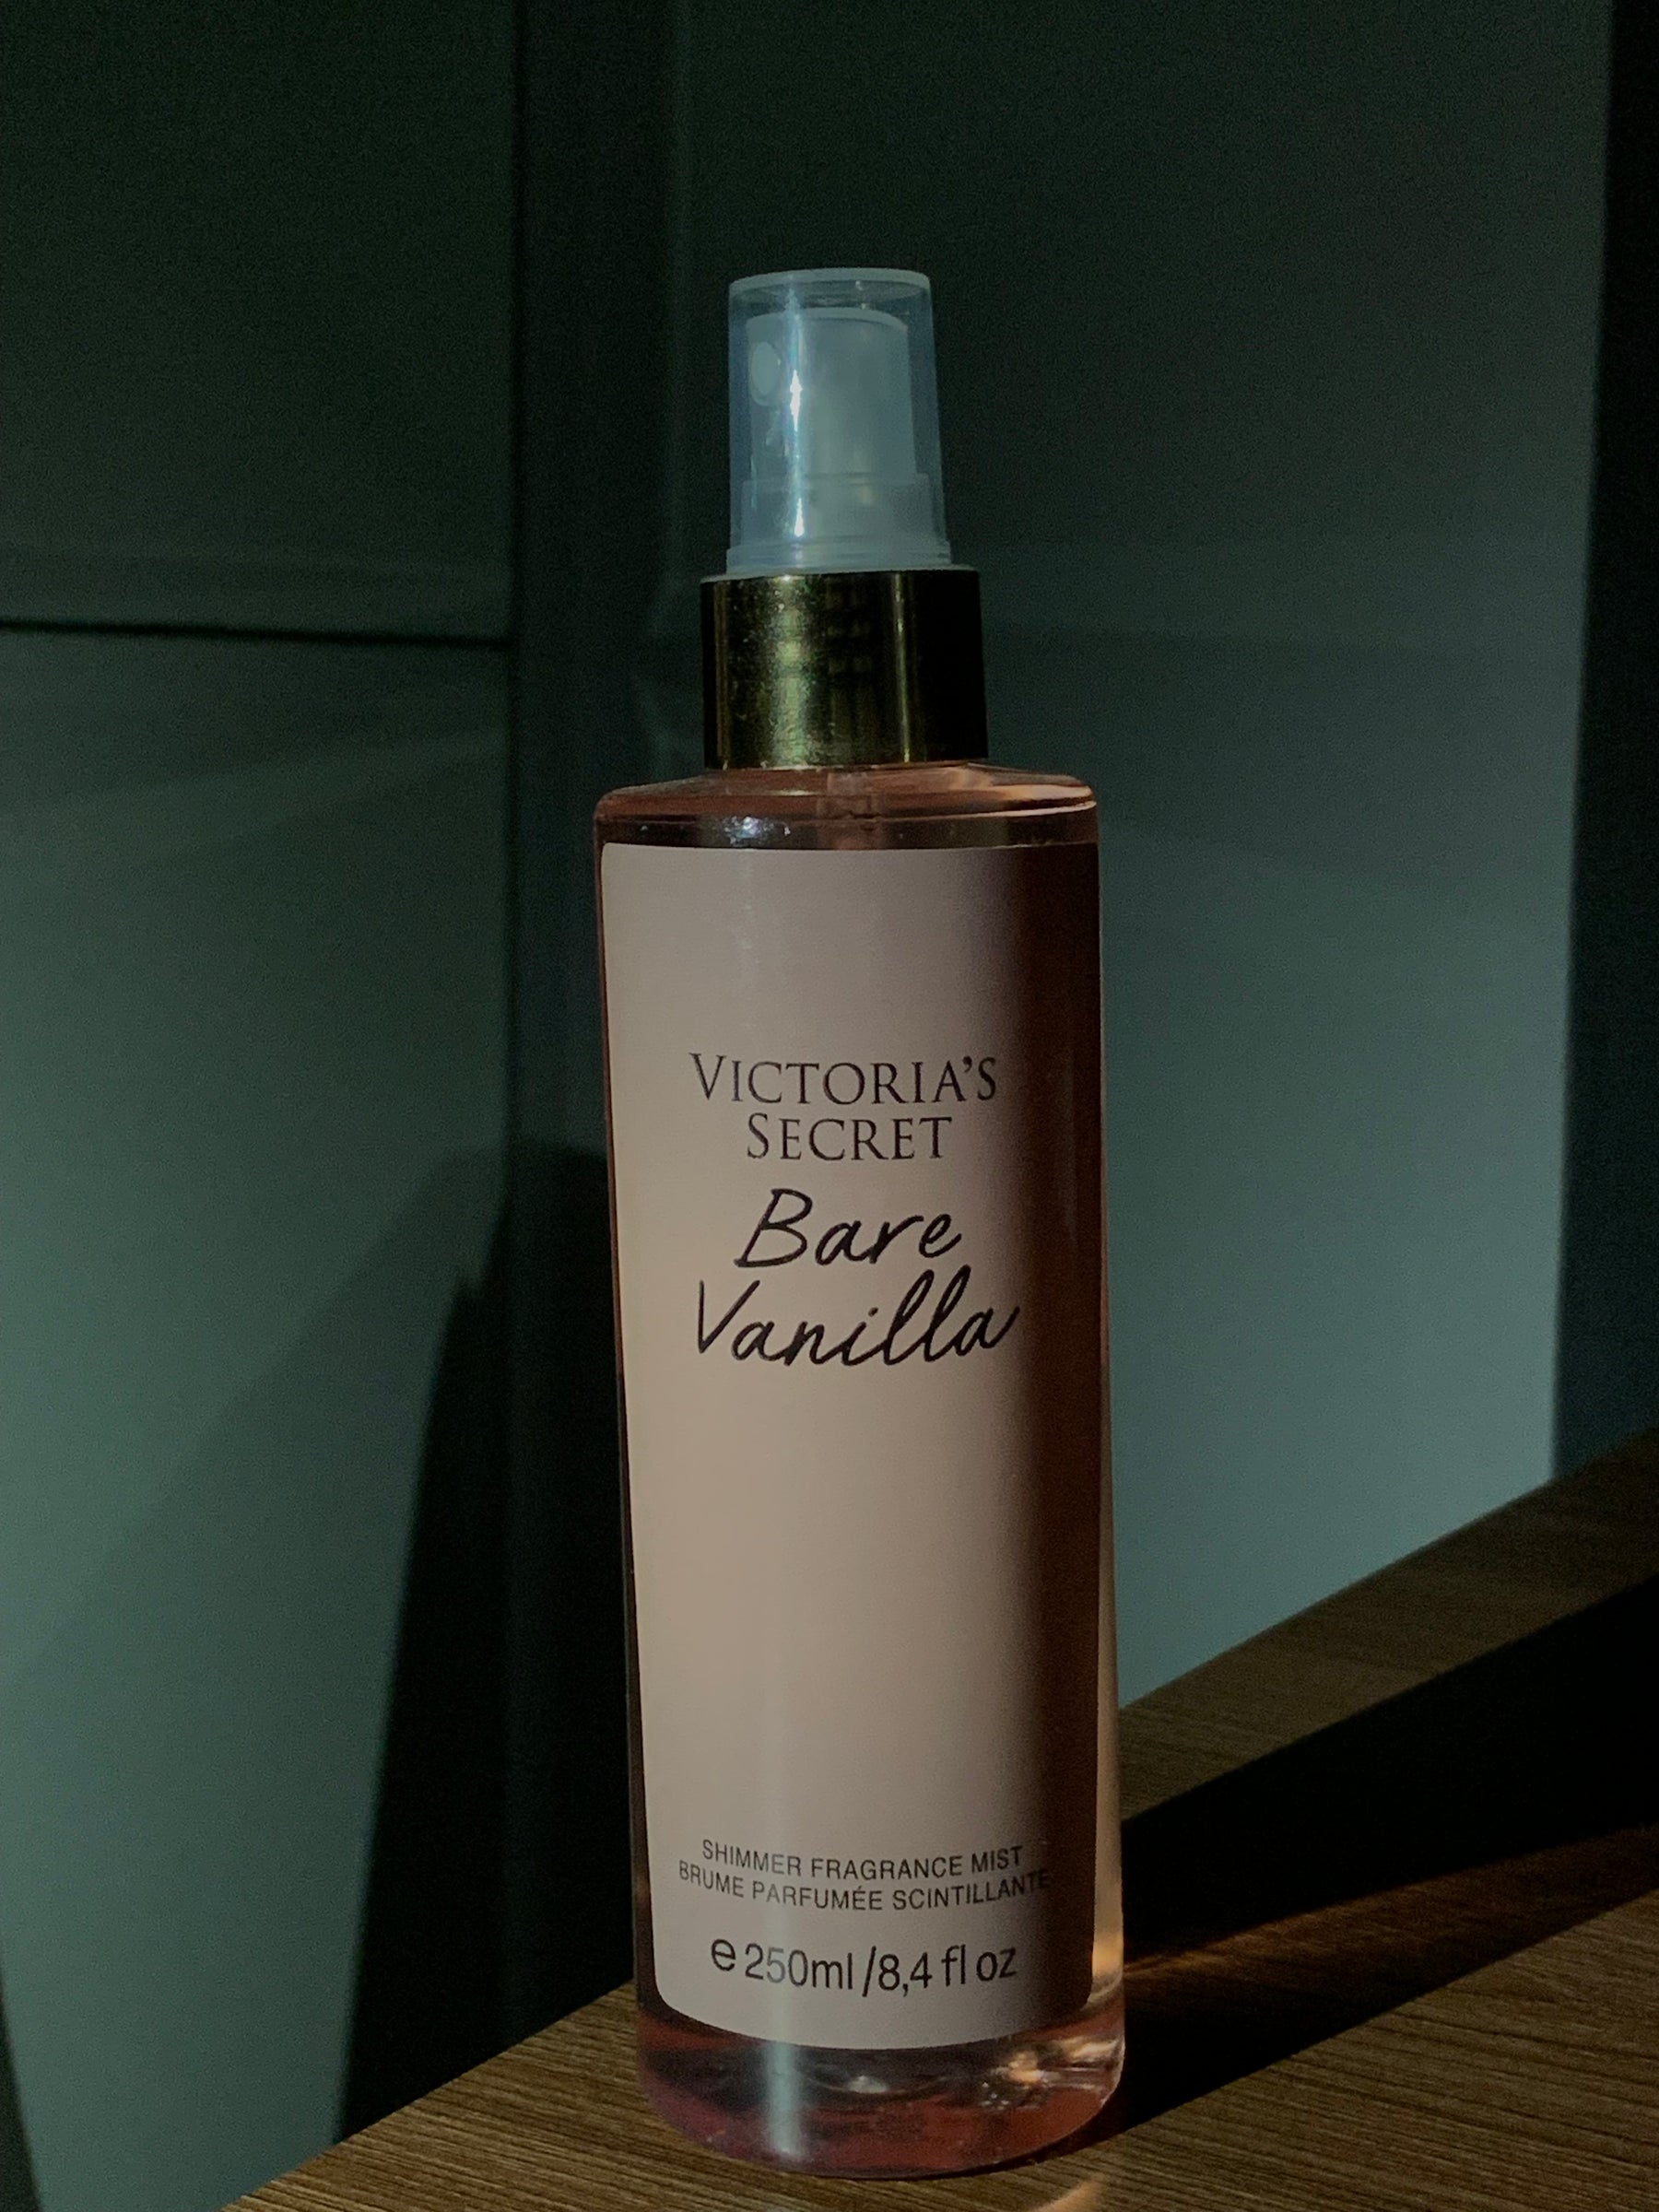 VICTORIA'S
SECRET
Bare
Vanilla
SHIMMER FRAGRANCE MIST
BRUME PARFUMÉE SCINTILLANTE
e 250ml/8,4 fl oz